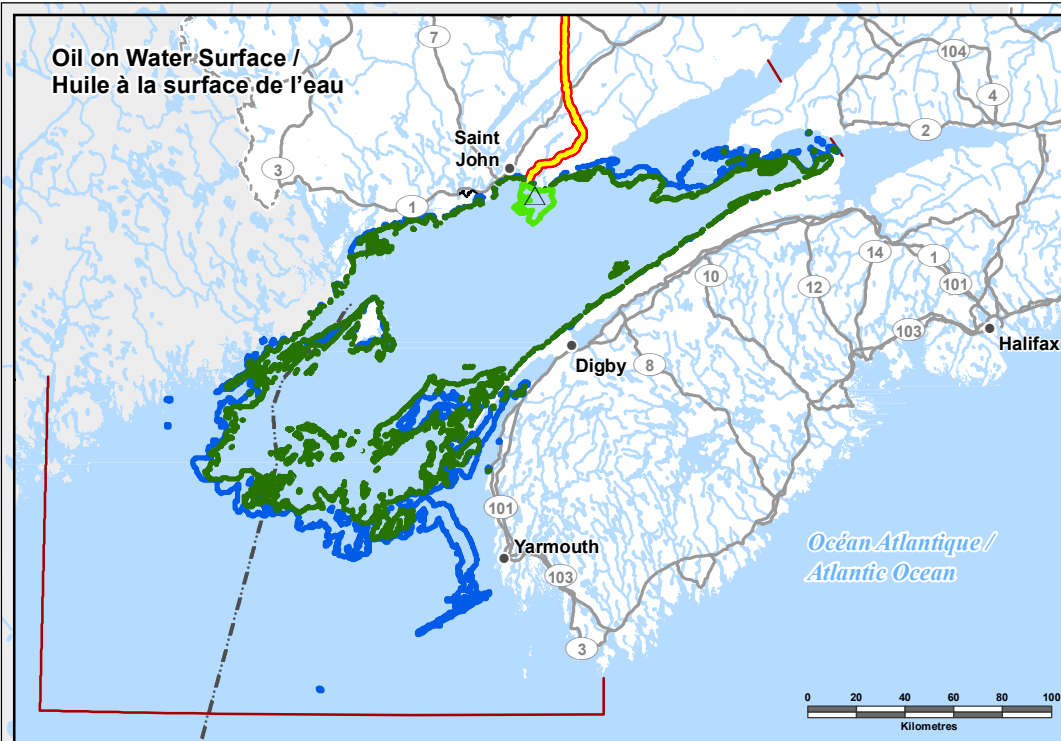 Oil on Water Surface /
Huile à la surface de l'eau
7
104
4
2
Saint
John
3
1
14
1
10
12
101
103
Halifax
Digby
8
101
Yarmouth
103
Océan Atlantique /
Atlantic Ocean
3
0 20 40 60 80 100
Kilometres